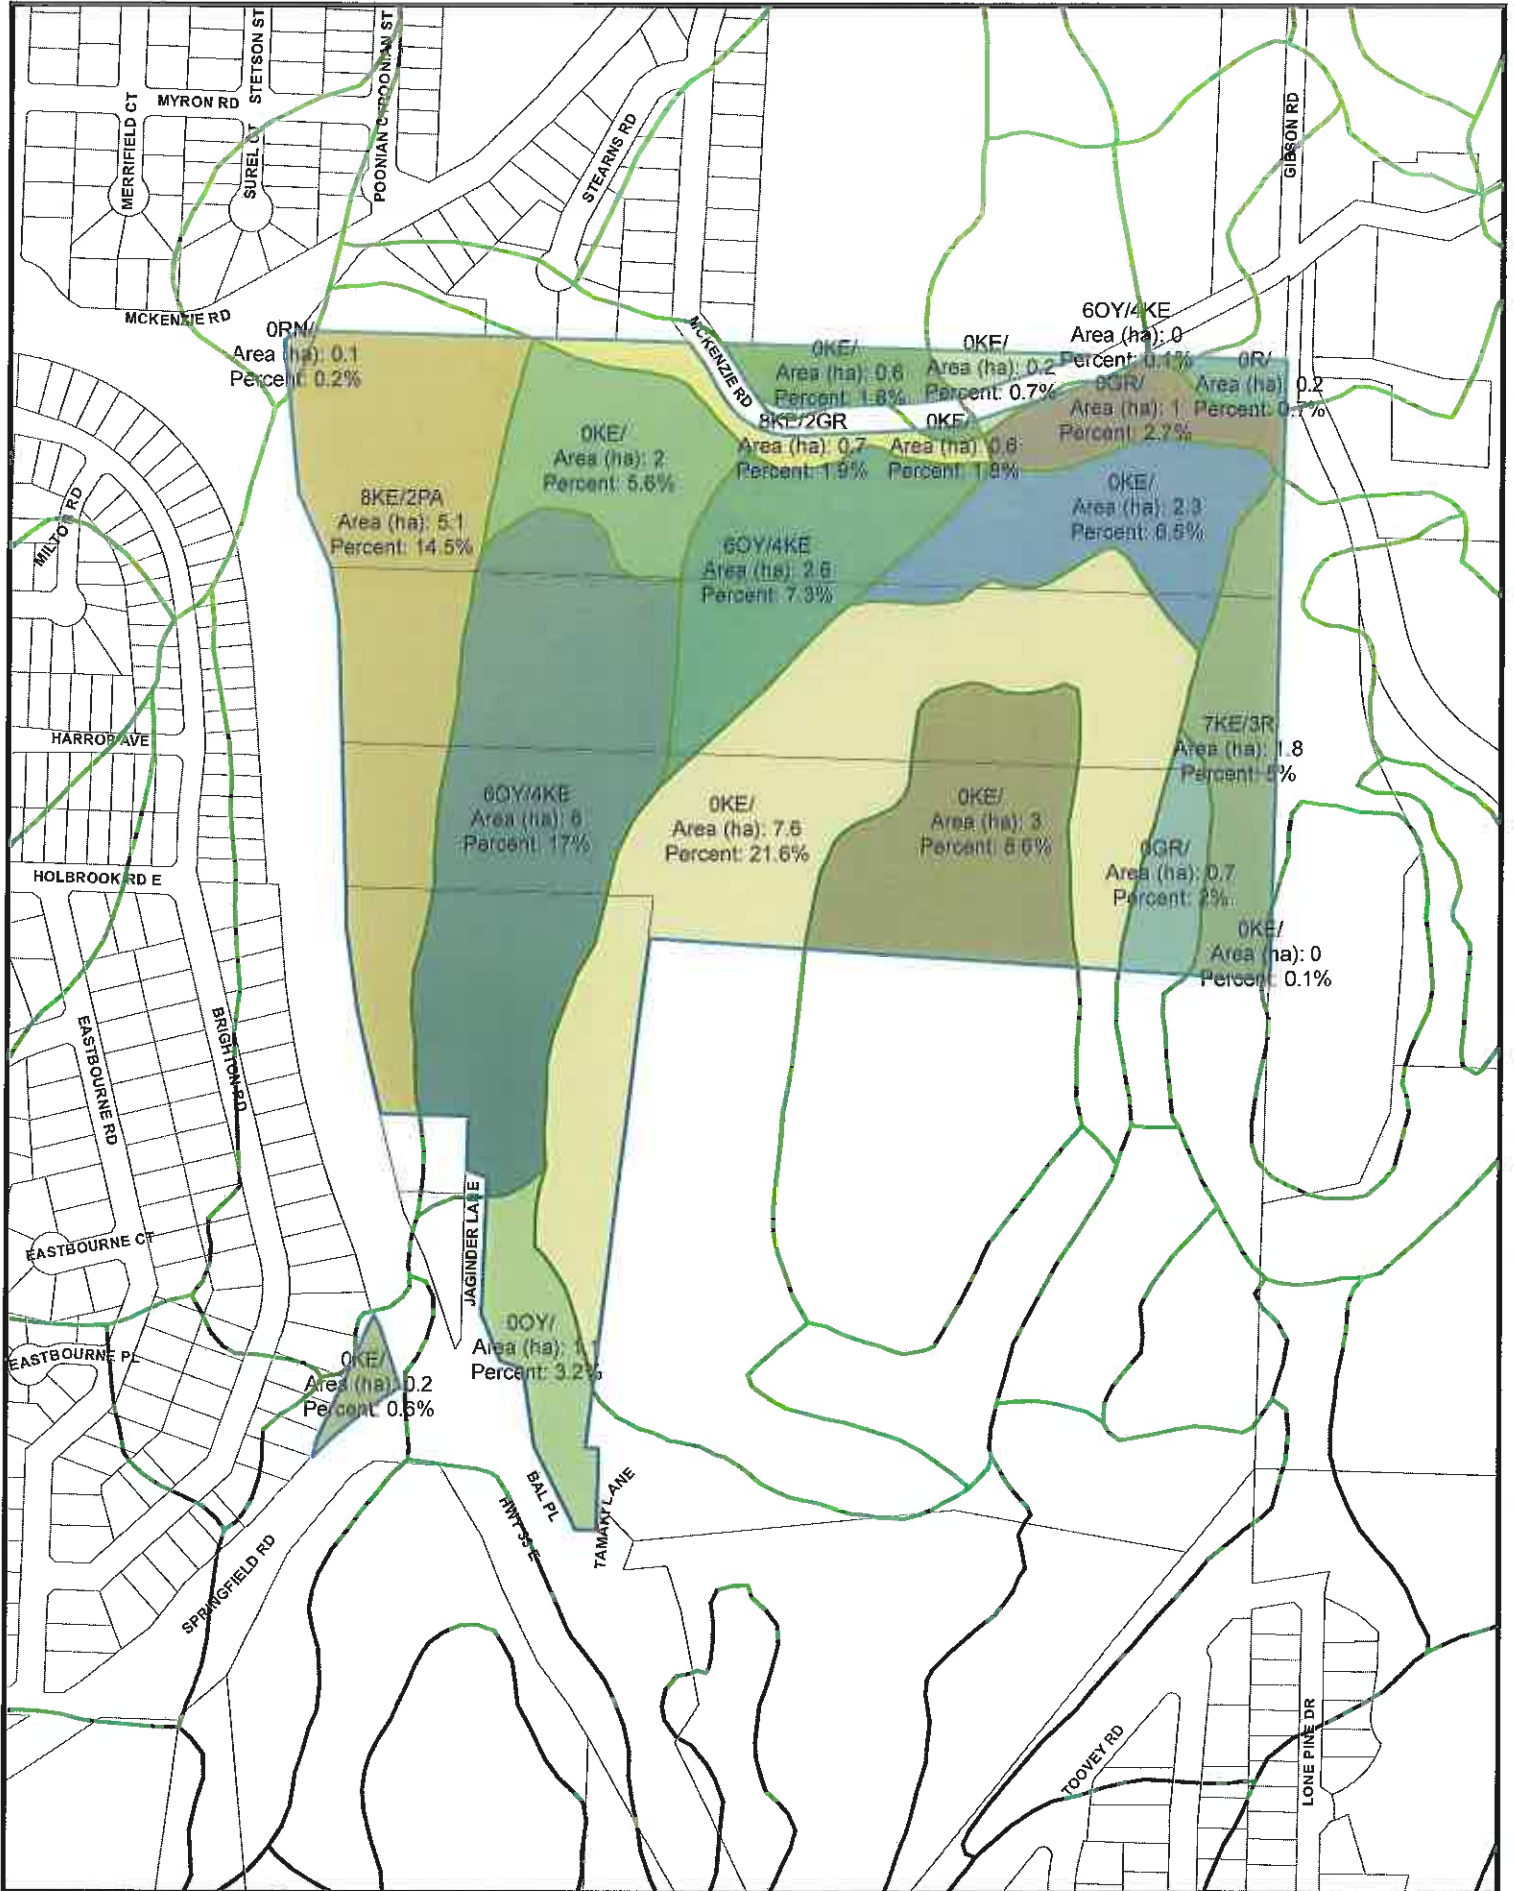 MYRON RD
STETSON ST
POONIAN ST
MERRIFIELD CT
SUREL CT
POONIAN CT
STEARNS RD
GIBSON RD
MCKENZIE RD
MCKENZIE RD
0RN/
Area (ha): 0.1
Percent: 0.2%
0KE/
Area (ha): 0.6
Percent: 1.8%
0KE/
Area (ha): 0.2
Percent: 0.7%
6OY/4KE
Area (ha): 0
Percent: 0.1%
0R/
Area (ha): 0.2
Percent: 0.7%
0GR/
Area (ha): 1
Percent: 2.7%
8KE/2GR
Area (ha): 0.7
Percent: 1.9%
0KE/
Area (ha): 0.6
Percent: 1.8%
0KE/
Area (ha): 2
Percent: 5.6%
8KE/2PA
Area (ha): 5.1
Percent: 14.5%
0KE/
Area (ha): 2.3
Percent: 6.5%
6OY/4KE
Area (ha): 2.6
Percent: 7.3%
MILTON RD
HARROP AVE
7KE/3R
Area (ha): 1.8
Percent: 5%
6OY/4KE
Area (ha): 6
Percent: 17%
0KE/
Area (ha): 7.6
Percent: 21.6%
0KE/
Area (ha): 3
Percent: 8.6%
0GR/
Area (ha): 0.7
Percent: 2%
0KE/
Area (ha): 0
Percent: 0.1%
HOLBROOK RD E
EASTBOURNE RD
BRIGHTON RD
EASTBOURNE CT
JAGINDER LANE
EASTBOURNE PL
0OY/
Area (ha): 1.1
Percent: 3.2%
0KE/
Area (ha): 0.2
Percent: 0.6%
BAL PL
HWY 33 E
TAMAKI LANE
SPRINGFIELD RD
TOOVEY RD
LONE PINE DR